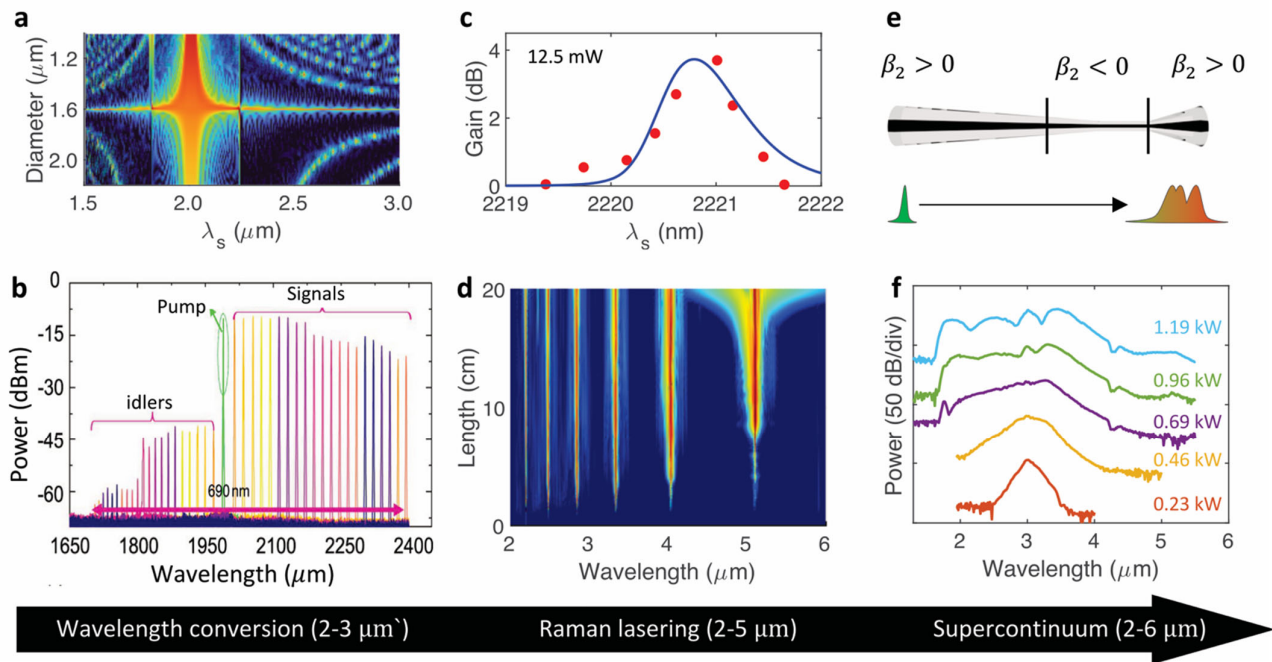 a
Diameter (μm)
1.2
1.6
2.0
1.5
2.0
2.5
3.0
λs (μm)
c
12.5 mW
Gain (dB)
4
2
0
2219
2220
2221
2222
λs (nm)
e
β2 > 0
β2 < 0
β2 > 0
b
Power (dBm)
0
-15
-30
-45
-60
Pump
Signals
idlers
690 nm
1650
1800
1950
2100
2250
2400
Wavelength (μm)
d
Length (cm)
20
10
0
2
3
4
5
6
Wavelength (μm)
f
Power (50 dB/div)
1.19 kW
0.96 kW
0.69 kW
0.46 kW
0.23 kW
2
3
4
5
6
Wavelength (μm)
Wavelength conversion (2-3 μm`)
Raman lasering (2-5 μm)
Supercontinuum (2-6 μm)